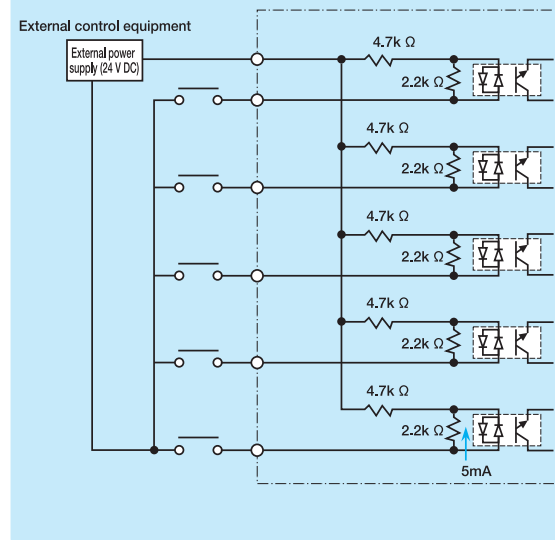 External control equipment
External power
supply (24 V DC)
4.7k Ω
2.2k Ω
4.7k Ω
2.2k Ω
4.7k Ω
2.2k Ω
4.7k Ω
2.2k Ω
4.7k Ω
2.2k Ω
5mA